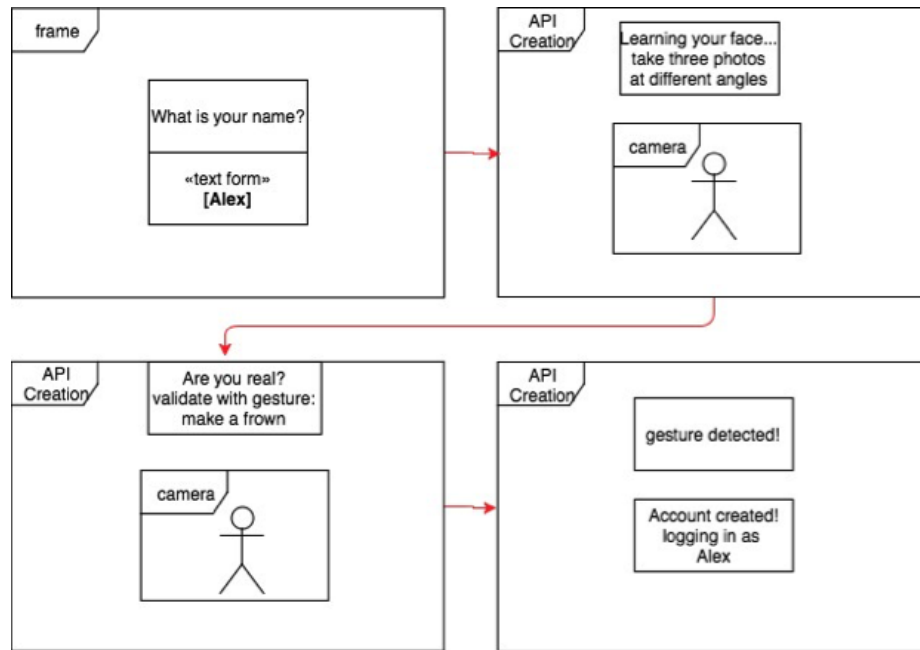 frame
What is your name?
«text form»
[Alex]
API
Creation
Learning your face...
take three photos
at different angles
camera
API
Creation
Are you real?
validate with gesture:
make a frown
camera
API
Creation
gesture detected!
Account created!
logging in as
Alex